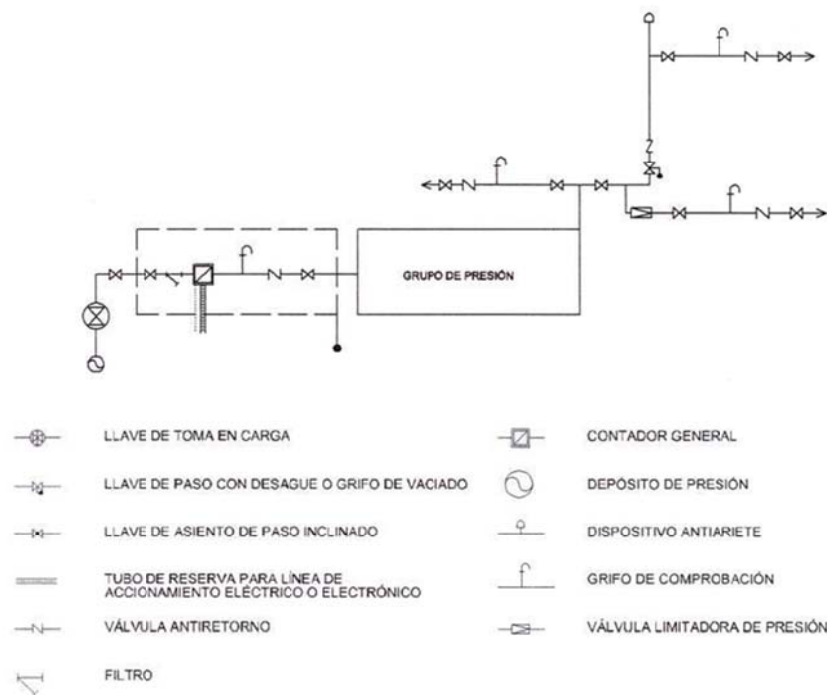 GRUPO DE PRESIÓN
LLAVE DE TOMA EN CARGA
LLAVE DE PASO CON DESAGUE O GRIFO DE VACIADO
LLAVE DE ASIENTO DE PASO INCLINADO
TUBO DE RESERVA PARA LÍNEA DE
ACCIONAMIENTO ELÉCTRICO O ELECTRÓNICO
VÁLVULA ANTIRETORNO
FILTRO
CONTADOR GENERAL
DEPÓSITO DE PRESIÓN
DISPOSITIVO ANTIARIETE
GRIFO DE COMPROBACIÓN
VÁLVULA LIMITADORA DE PRESIÓN